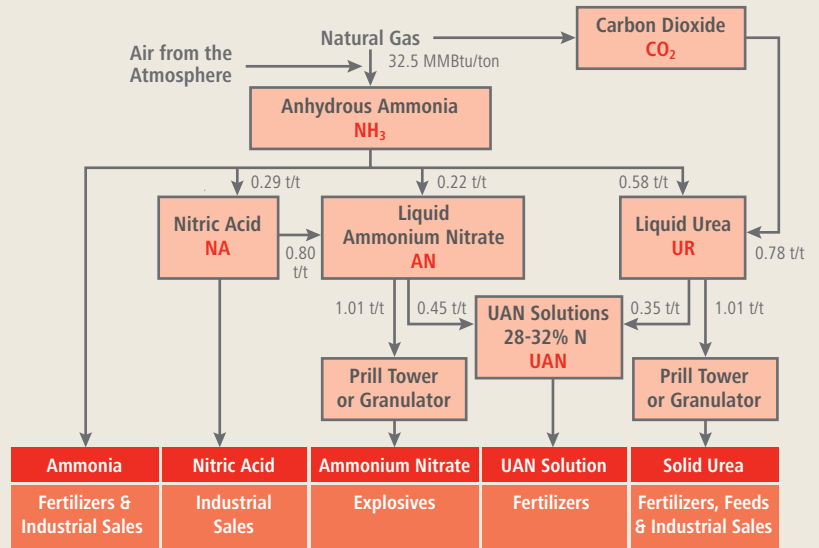 Carbon Dioxide
CO₂
Natural Gas
Air from the
Atmosphere
32.5 MMBtu/ton
Anhydrous Ammonia
NH₃
0.29 t/t
0.22 t/t
0.58 t/t
Nitric Acid
NA
0.80
t/t
Liquid
Ammonium Nitrate
AN
Liquid Urea
UR
0.78 t/t
1.01 t/t
0.45 t/t
UAN Solutions
28-32% N
UAN
0.35 t/t
1.01 t/t
Prill Tower
or Granulator
Prill Tower
or Granulator
Ammonia
Nitric Acid
Ammonium Nitrate
UAN Solution
Solid Urea
Fertilizers &
Industrial Sales
Industrial
Sales
Explosives
Fertilizers
Fertilizers, Feeds
& Industrial Sales